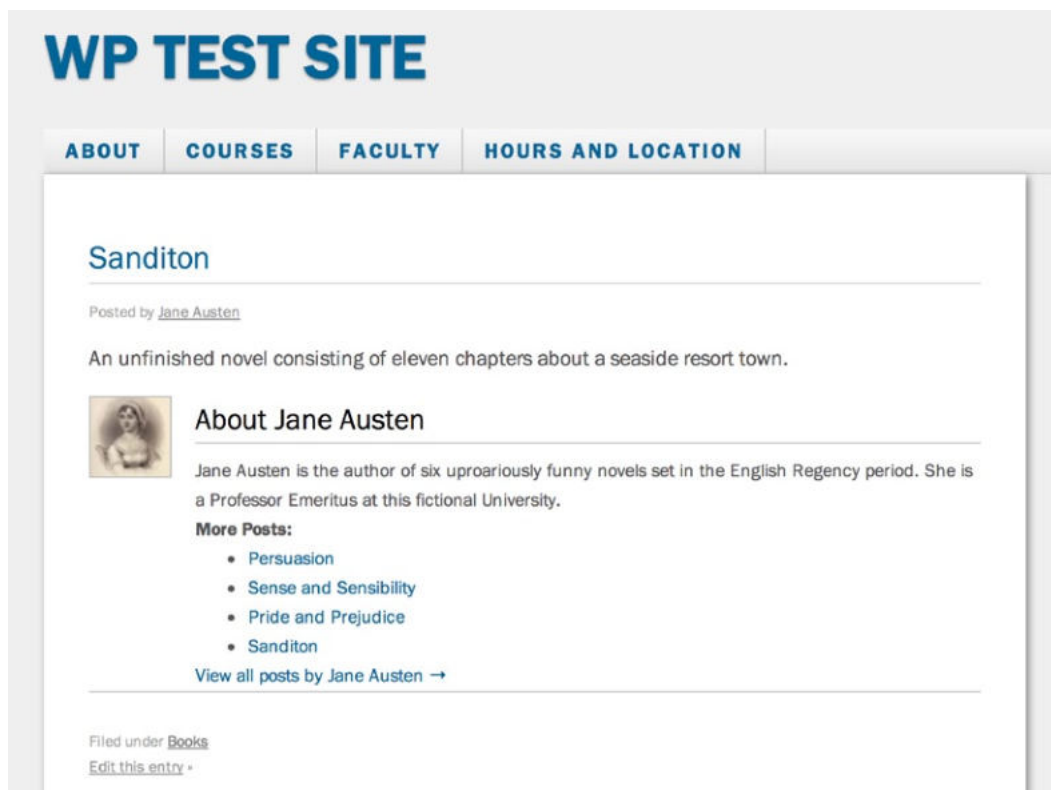 WP TEST SITE
ABOUT COURSES FACULTY HOURS AND LOCATION
Sanditon
Posted by Jane Austen
An unfinished novel consisting of eleven chapters about a seaside resort town.
About Jane Austen
Jane Austen is the author of six uproariously funny novels set in the English Regency period. She is
a Professor Emeritus at this fictional University.
More Posts:
• Persuasion
• Sense and Sensibility
• Pride and Prejudice
• Sanditon
View all posts by Jane Austen →
Filed under Books
Edit this entry •